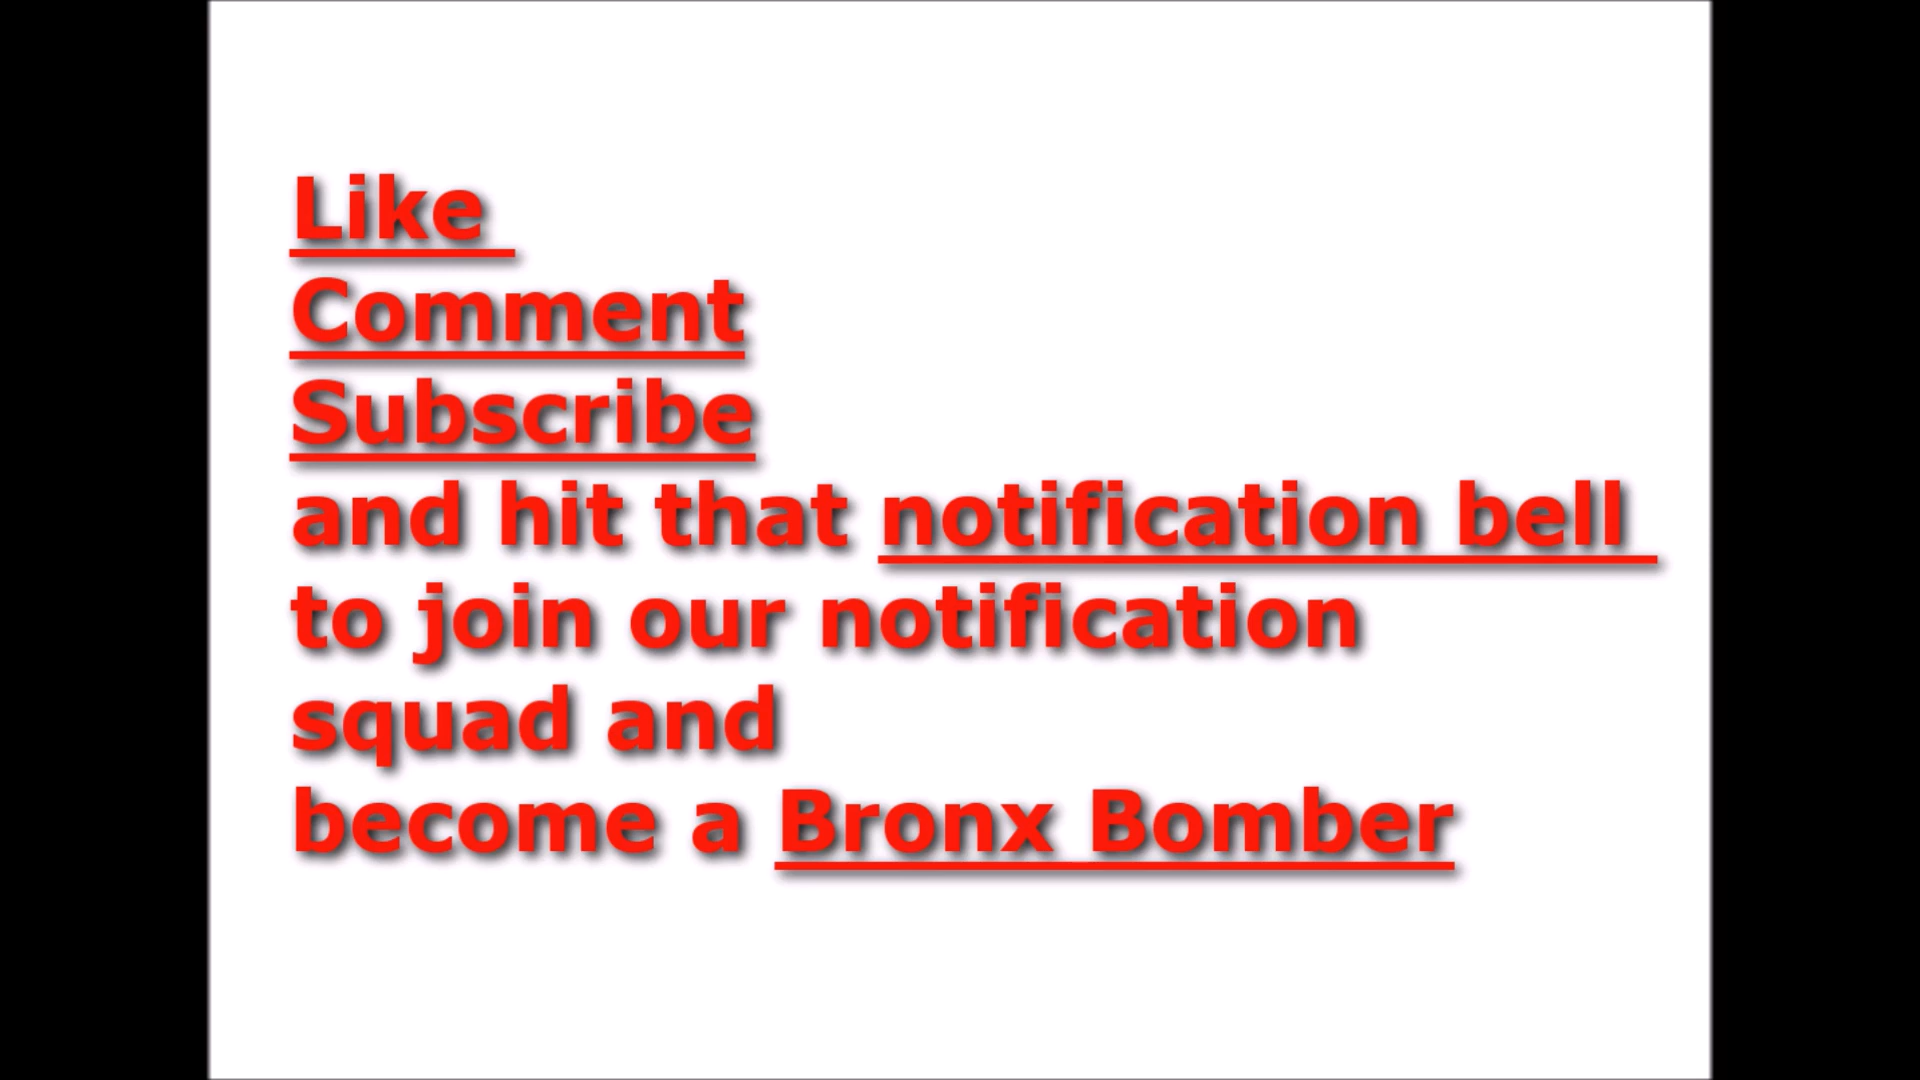 Like
Comment
Subscribe
and hit that notification bell
to join our notification
squad and
become a Bronx Bomber